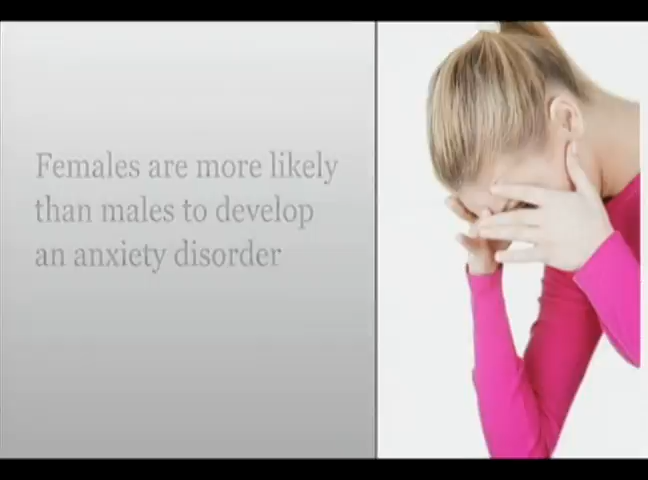 Females are more likely
than males to develop
an anxiety disorder